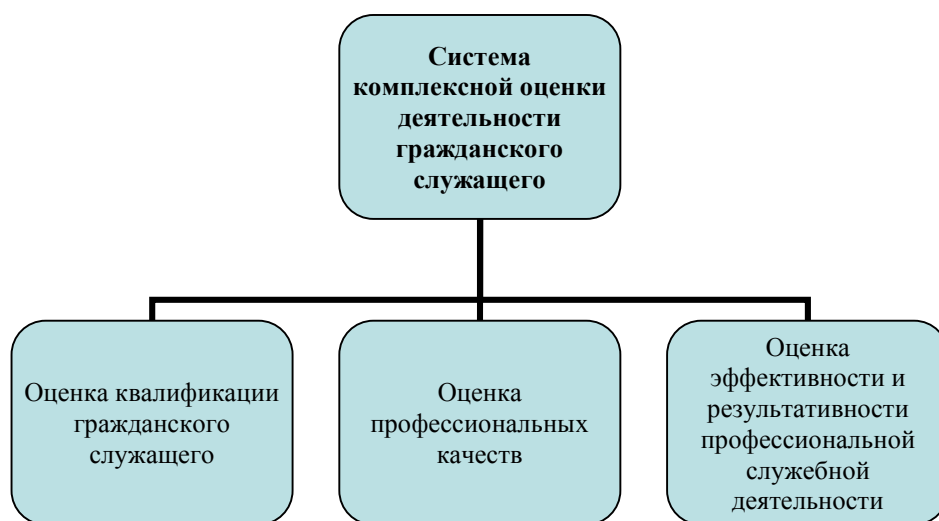 Система
комплексной оценки
деятельности
гражданского
служащего
Оценка квалификации
гражданского
служащего
Оценка
профессиональных
качеств
Оценка
эффективности и
результативности
профессиональной
служебной
деятельности